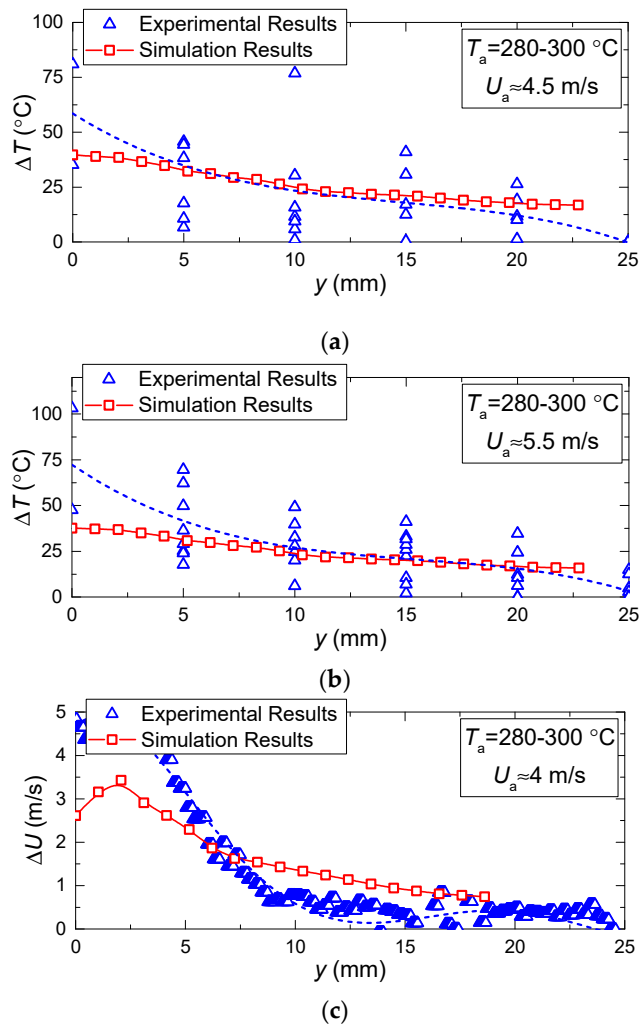 100
75
50
25
0
ΔT (°C)
Experimental Results
Simulation Results
Tₐ=280-300 °C
Uₐ≈4.5 m/s
0 5 10 15 20 25
y (mm)
(a)
100
75
50
25
0
ΔT (°C)
Experimental Results
Simulation Results
Tₐ=280-300 °C
Uₐ≈5.5 m/s
0 5 10 15 20 25
y (mm)
(b)
5
4
3
2
1
0
ΔU (m/s)
Experimental Results
Simulation Results
Tₐ=280-300 °C
Uₐ≈4 m/s
0 5 10 15 20 25
y (mm)
(c)